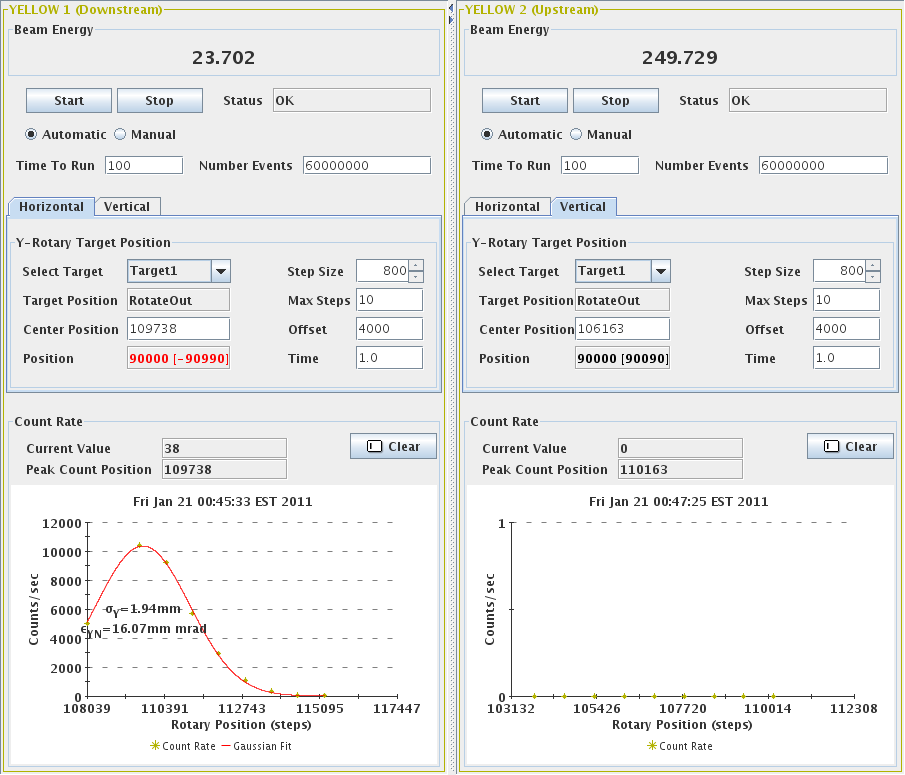 YELLOW 1 (Downstream)
Beam Energy
23.702
Start Stop Status OK
Automatic Manual
Time To Run 100 Number Events 60000000
Horizontal Vertical
Y-Rotary Target Position
Select Target Target1 Step Size 800
Target Position RotateOut Max Steps 10
Center Position 109738 Offset 4000
Position 90000 [-90990] Time 1.0
Count Rate
Current Value 38 Clear
Peak Count Position 109738
Fri Jan 21 00:45:33 EST 2011
12000
10000
8000
6000
4000
2000
0
Counts/sec
σY=1.94mm
ϵYN=16.07mm mrad
108039 110391 112743 115095 117447
Rotary Position (steps)
Count Rate Gaussian Fit
YELLOW 2 (Upstream)
Beam Energy
249.729
Start Stop Status OK
Automatic Manual
Time To Run 100 Number Events 60000000
Horizontal Vertical
Y-Rotary Target Position
Select Target Target1 Step Size 800
Target Position RotateOut Max Steps 10
Center Position 106163 Offset 4000
Position 90000 [90090] Time 1.0
Count Rate
Current Value 0 Clear
Peak Count Position 110163
Fri Jan 21 00:47:25 EST 2011
1
0
Counts/sec
103132 105426 107720 110014 112308
Rotary Position (steps)
Count Rate